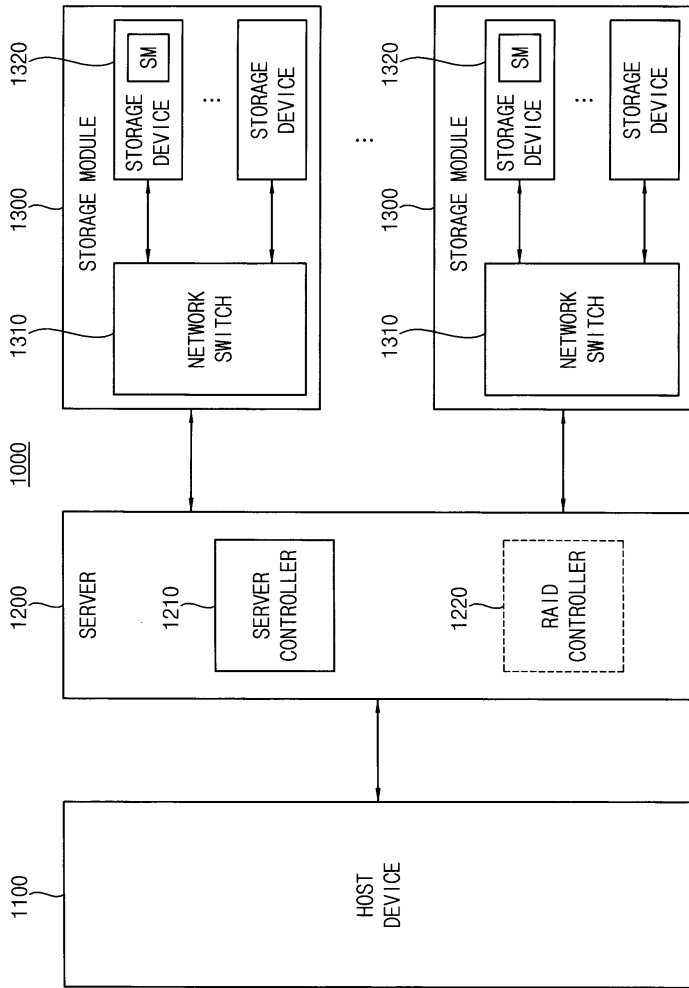 1000
1100
HOST
DEVICE
1200
SERVER
1210
SERVER
CONTROLLER
1220
RAID
CONTROLLER
1300
STORAGE MODULE
1310
NETWORK
SWITCH
1320
STORAGE
DEVICE
SM
...
STORAGE
DEVICE
...
1300
STORAGE MODULE
1310
NETWORK
SWITCH
1320
STORAGE
DEVICE
SM
...
STORAGE
DEVICE